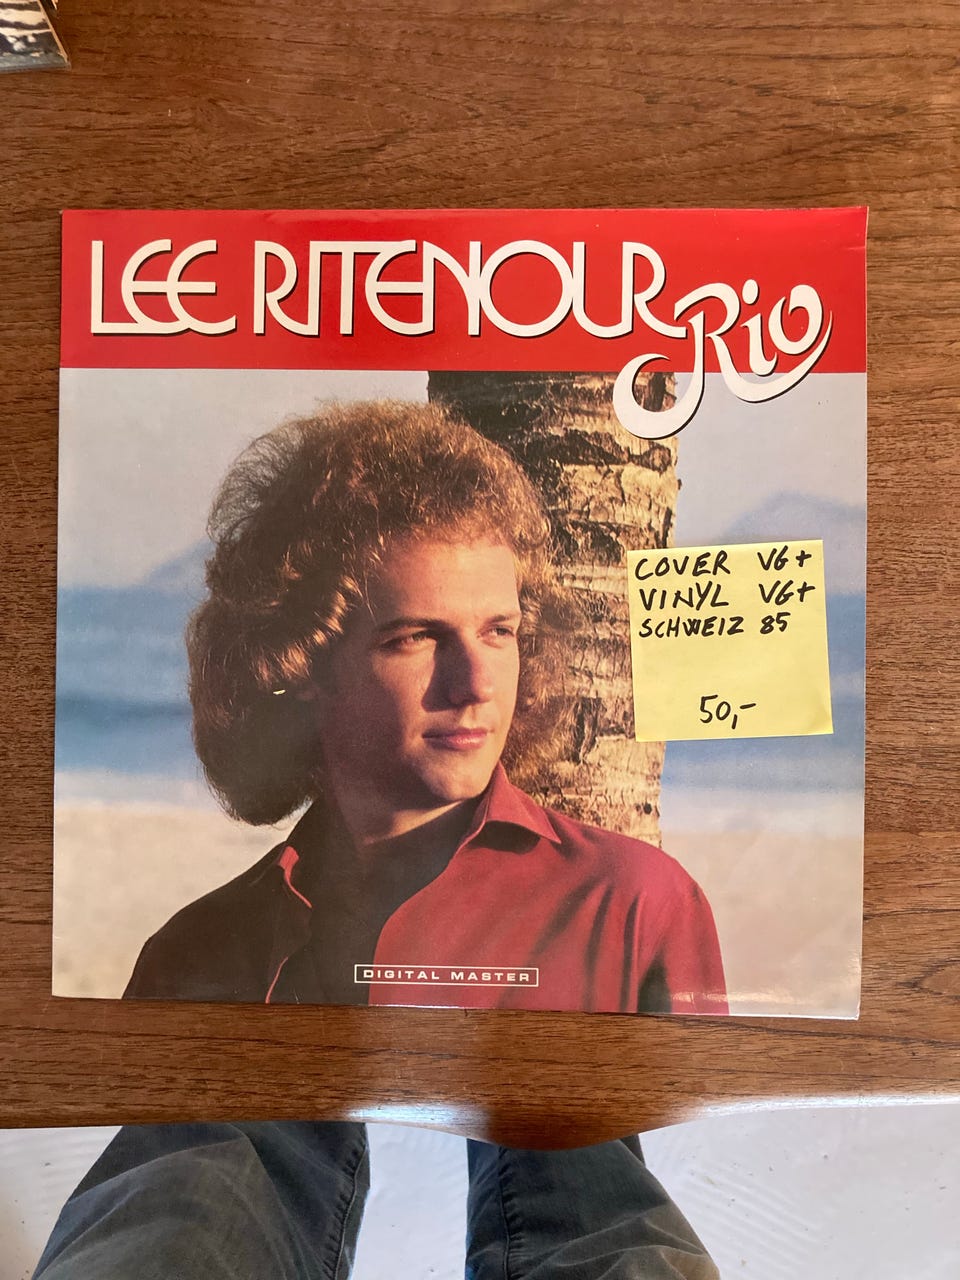 LEE RITENOUR
Rio
COVER VG+
VINYL VG+
SCHWEIZ 85
50,-
DIGITAL MASTER